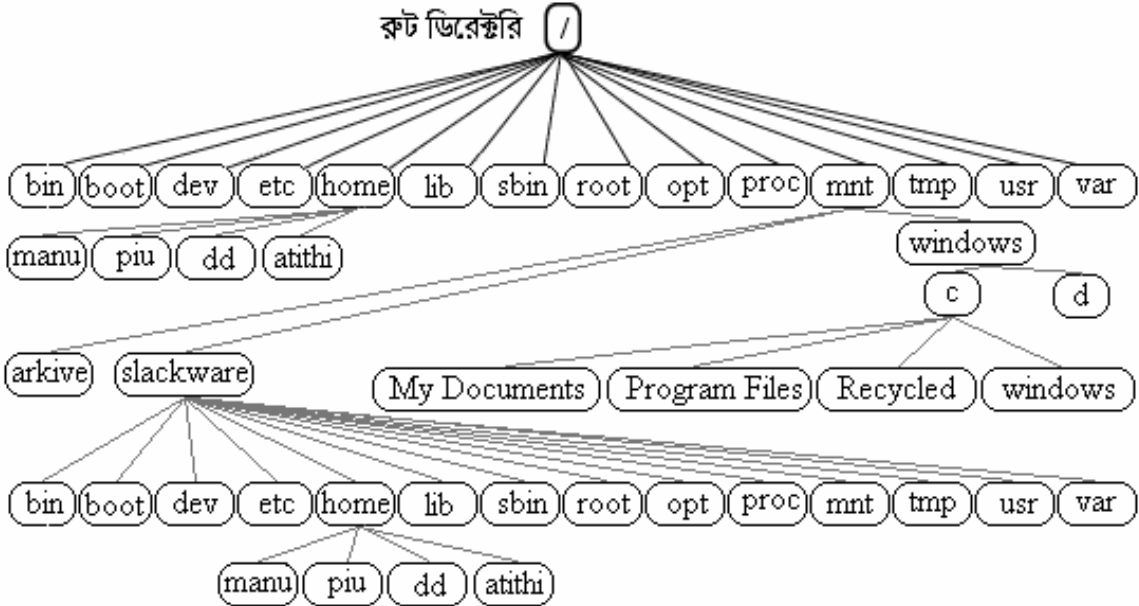 রুট ডিরেক্টরি /
bin boot dev etc home lib sbin root opt proc mnt tmp usr var
manu piu dd atithi windows
c d
arkive slackware My Documents Program Files Recycled windows
bin boot dev etc home lib sbin root opt proc mnt tmp usr var
manu piu dd atithi